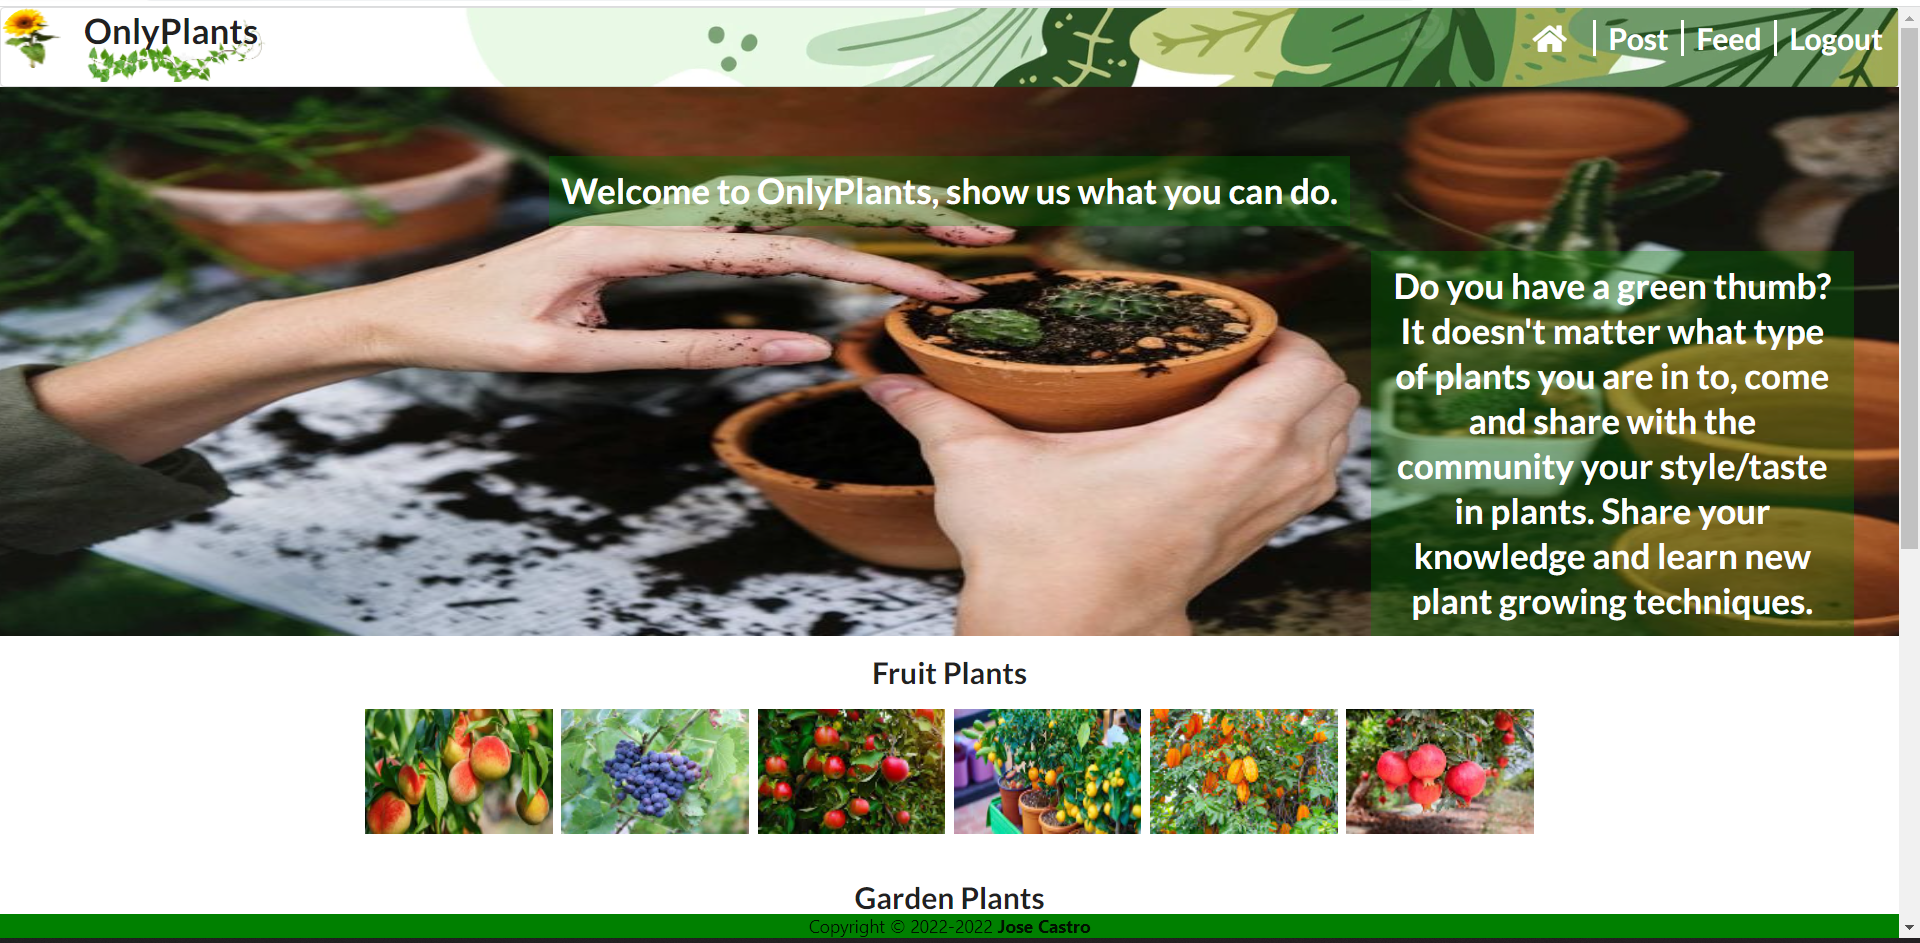 OnlyPlants
Post
Feed
Logout
Welcome to OnlyPlants, show us what you can do.
Do you have a green thumb?
It doesn't matter what type
of plants you are in to, come
and share with the
community your style/taste
in plants. Share your
knowledge and learn new
plant growing techniques.
Fruit Plants
Garden Plants
Copyright © 2022-2022 Jose Castro